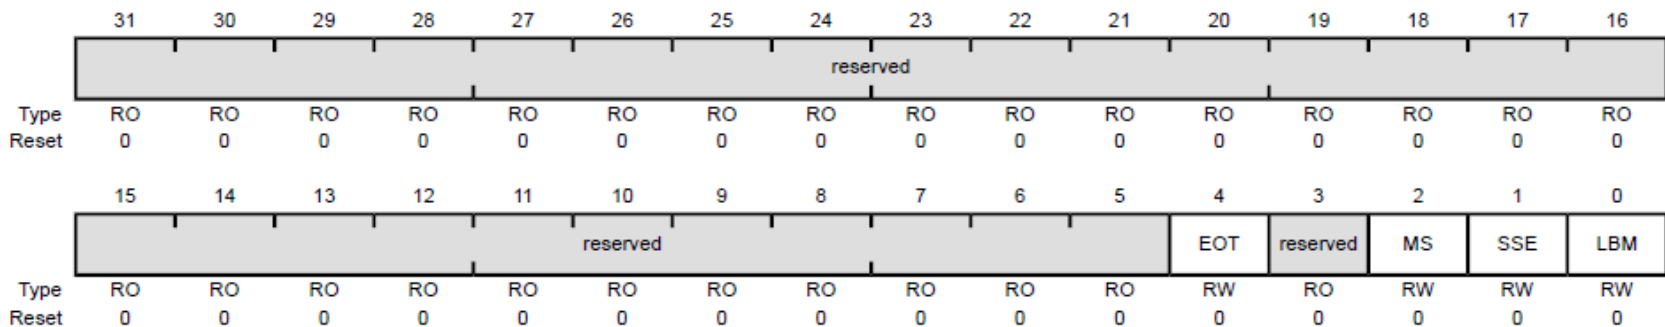 31 30 29 28 27 26 25 24 23 22 21 20 19 18 17 16
reserved
Type RO RO RO RO RO RO RO RO RO RO RO RO RO RO RO RO
Reset 0 0 0 0 0 0 0 0 0 0 0 0 0 0 0 0
15 14 13 12 11 10 9 8 7 6 5 4 3 2 1 0
reserved EOT reserved MS SSE LBM
Type RO RO RO RO RO RO RO RO RO RO RO RW RO RW RW RW
Reset 0 0 0 0 0 0 0 0 0 0 0 0 0 0 0 0